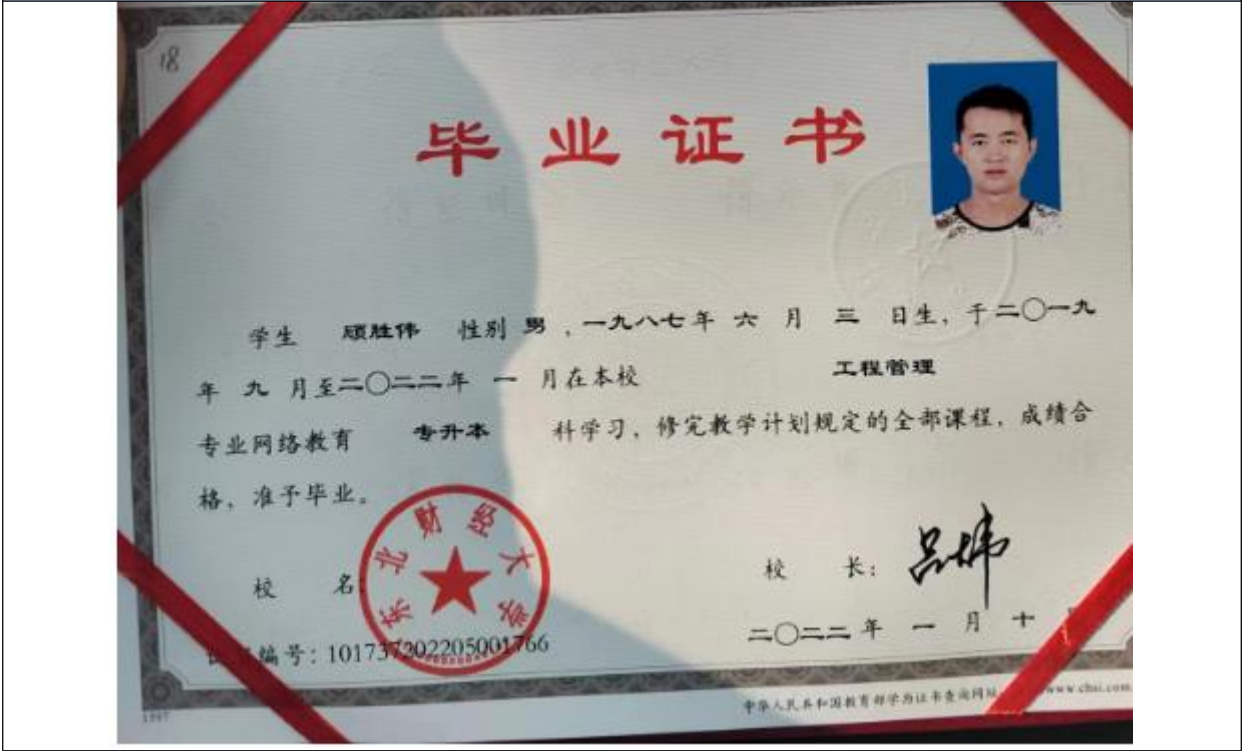 18
毕业证书
学生 顾胜伟 性别 男，一九八七年 六 月 三 日生，于二〇一九
年 九 月至二〇二二年 一 月在本校 工程管理
专业网络教育 专升本 科学习，修完教学计划规定的全部课程，成绩合
格，准予毕业。
东北财经大学
校 名：
校 长：
二〇二二年 一 月 十
编号：101737202205001766
中华人民共和国教育部学历证书查询网址
www.chsi.com